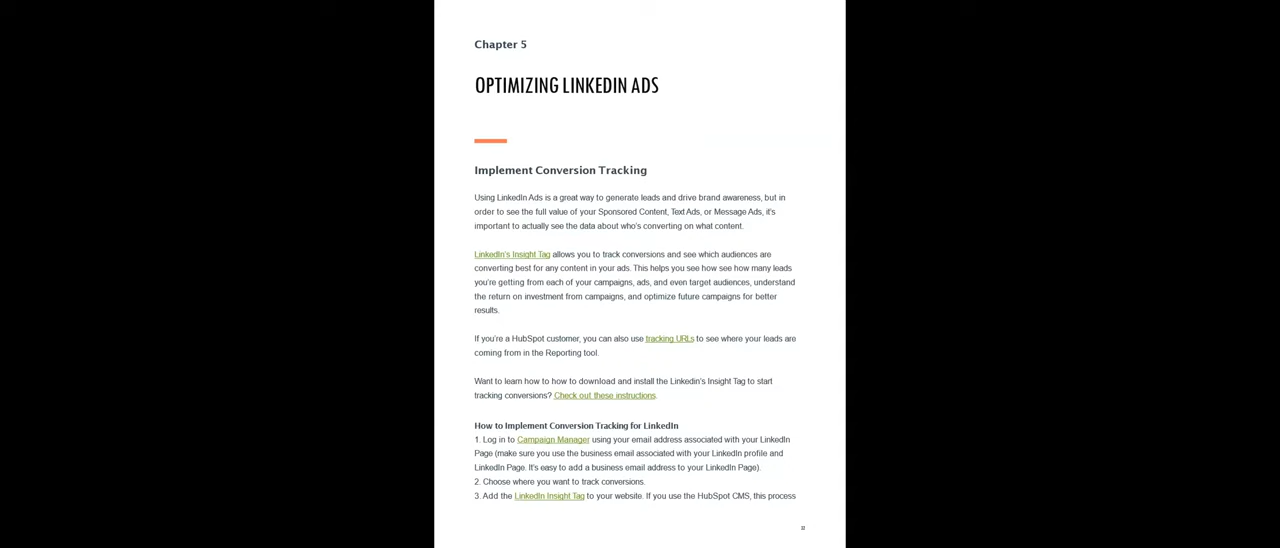 Chapter 5
OPTIMIZING LINKEDIN ADS
Implement Conversion Tracking
Using LinkedIn Ads is a great way to generate leads and drive brand awareness, but in
order to see the full value of your Sponsored Content, Text Ads, or Message Ads, it's
important to actually see the data about who's converting on what content.
LinkedIn's Insight Tag allows you to track conversions and see which audiences are
converting best for any content in your ads. This helps you see how see how many leads
you're getting from each of your campaigns, ads, and even target audiences, understand
the return on investment from campaigns, and optimize future campaigns for better
results.
If you're a HubSpot customer, you can also use tracking URLs to see where your leads are
coming from in the Reporting tool.
Want to learn how to how to download and install the Linkedin's Insight Tag to start
tracking conversions? Check out these instructions.
How to Implement Conversion Tracking for LinkedIn
1. Log in to Campaign Manager using your email address associated with your LinkedIn
Page (make sure you use the business email associated with your LinkedIn profile and
LinkedIn Page. It's easy to add a business email address to your LinkedIn Page).
2. Choose where you want to track conversions.
3. Add the LinkedIn Insight Tag to your website. If you use the HubSpot CMS, this process